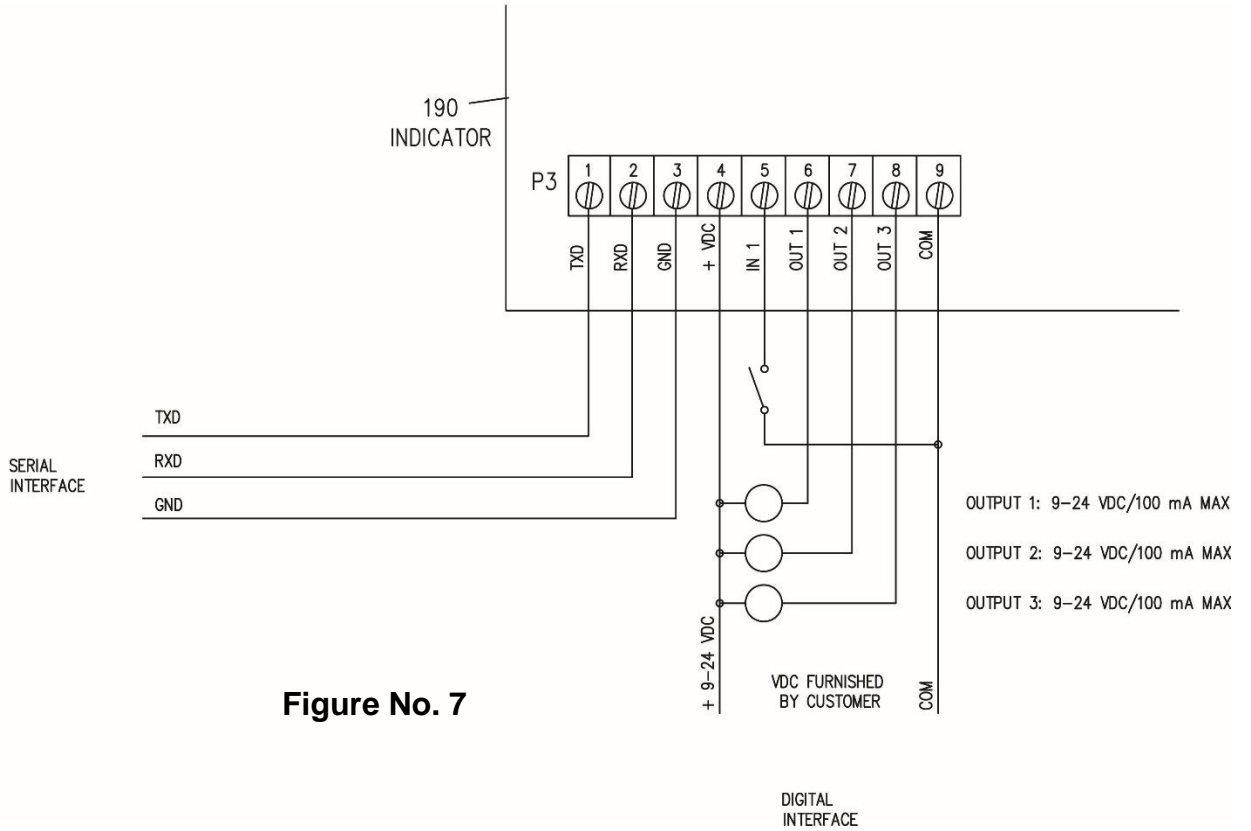 190
INDICATOR
P3
1 2 3 4 5 6 7 8 9
TXD
RXD
GND
+ VDC
IN 1
OUT 1
OUT 2
OUT 3
COM
SERIAL
INTERFACE
TXD
RXD
GND
OUTPUT 1: 9-24 VDC/100 mA MAX
OUTPUT 2: 9-24 VDC/100 mA MAX
OUTPUT 3: 9-24 VDC/100 mA MAX
+ 9-24 VDC
VDC FURNISHED
BY CUSTOMER
COM
Figure No. 7
DIGITAL
INTERFACE